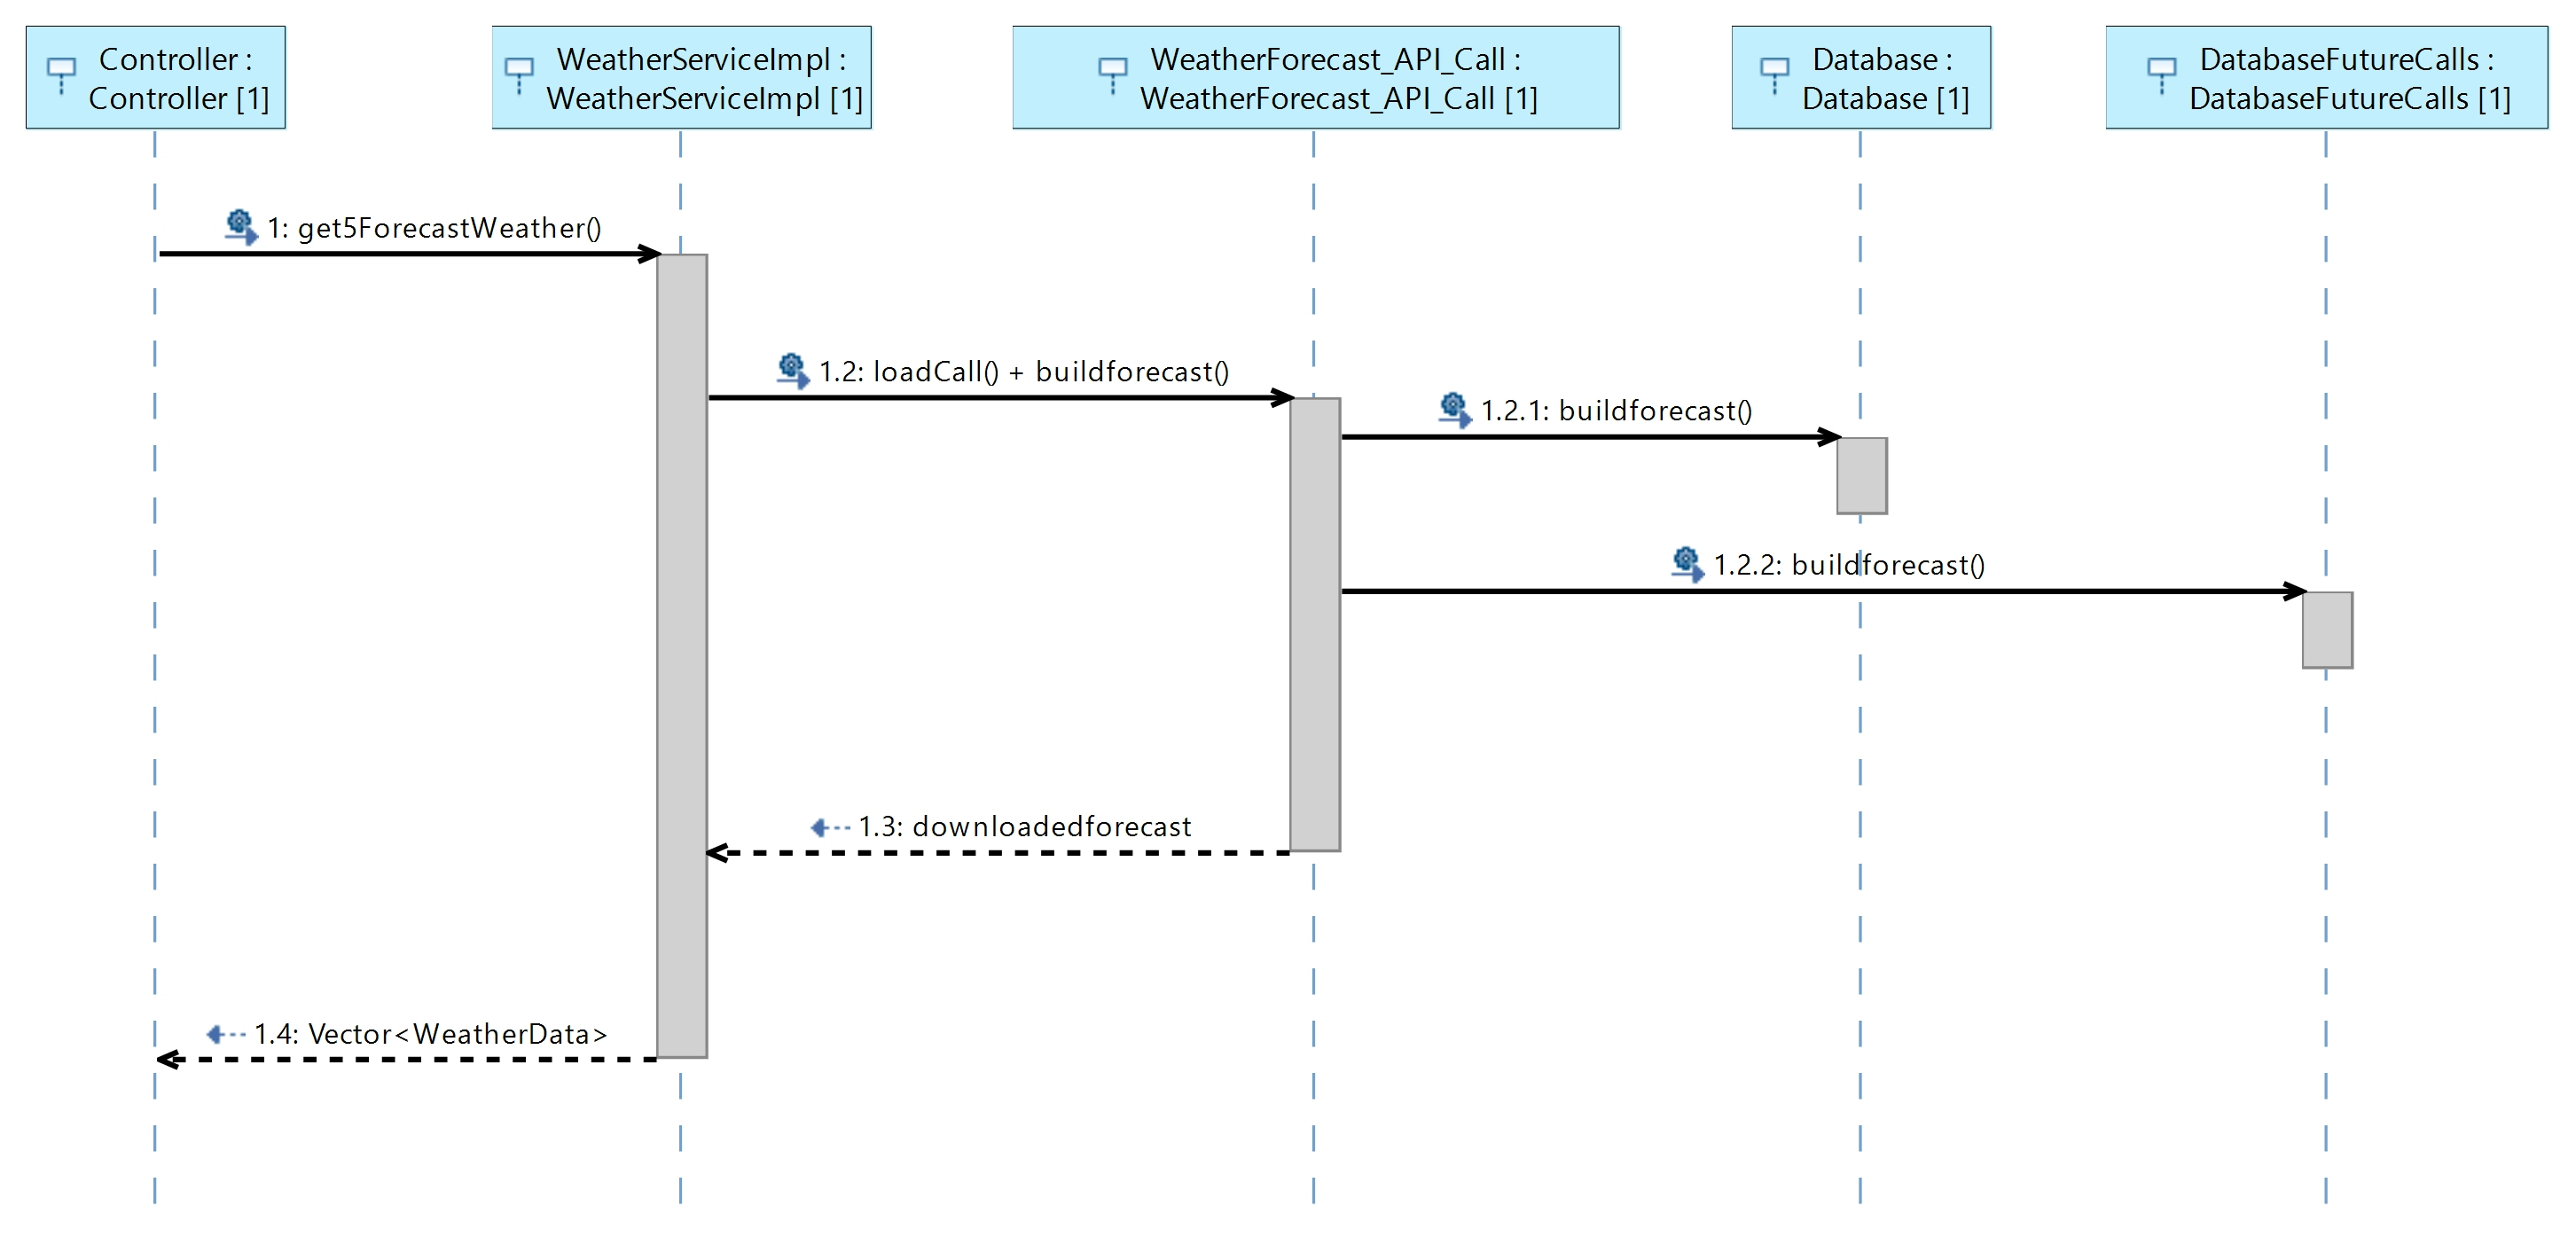 Controller :
Controller [1]
WeatherServiceImpl :
WeatherServiceImpl [1]
WeatherForecast_API_Call :
WeatherForecast_API_Call [1]
Database :
Database [1]
DatabaseFutureCalls :
DatabaseFutureCalls [1]
1: get5ForecastWeather()
1.2: loadCall() + buildforecast()
1.2.1: buildforecast()
1.2.2: buildforecast()
1.3: downloadedforecast
1.4: Vector<WeatherData>